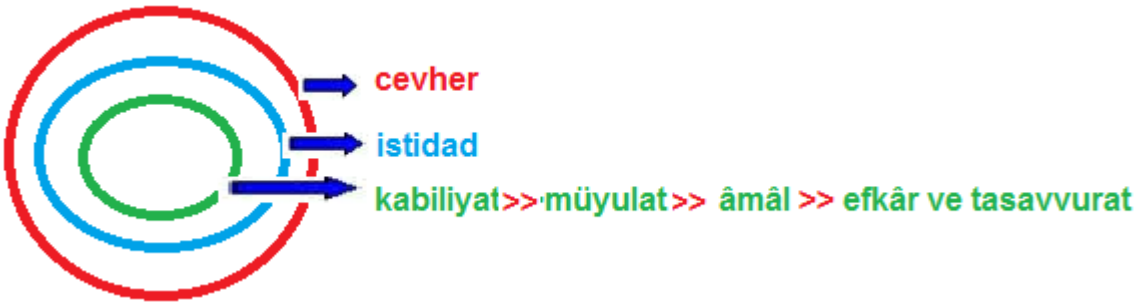 cevher
istidad
kabiliyat>>müyulat>> âmâl >> efkâr ve tasavvurat